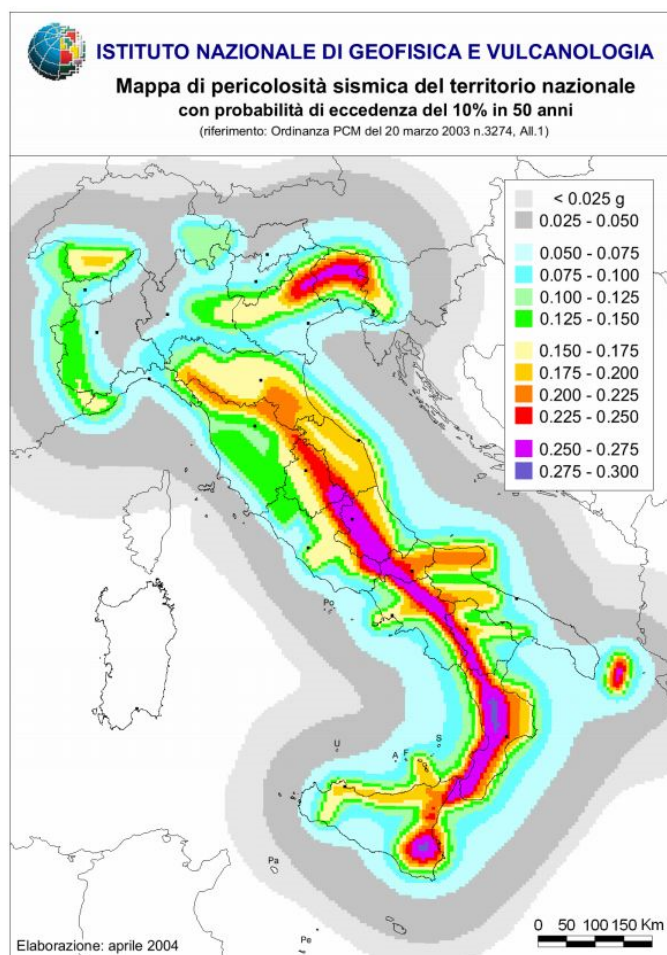 ISTITUTO NAZIONALE DI GEOFISICA E VULCANOLOGIA
Mappa di pericolosità sismica del territorio nazionale
con probabilità di eccedenza del 10% in 50 anni
(riferimento: Ordinanza PCM del 20 marzo 2003 n.3274, All.1)
< 0.025 g
0.025 - 0.050
0.050 - 0.075
0.075 - 0.100
0.100 - 0.125
0.125 - 0.150
0.150 - 0.175
0.175 - 0.200
0.200 - 0.225
0.225 - 0.250
0.250 - 0.275
0.275 - 0.300
Po
S
U
A
F
Pa
Pe
0 50 100 150 Km
Elaborazione: aprile 2004